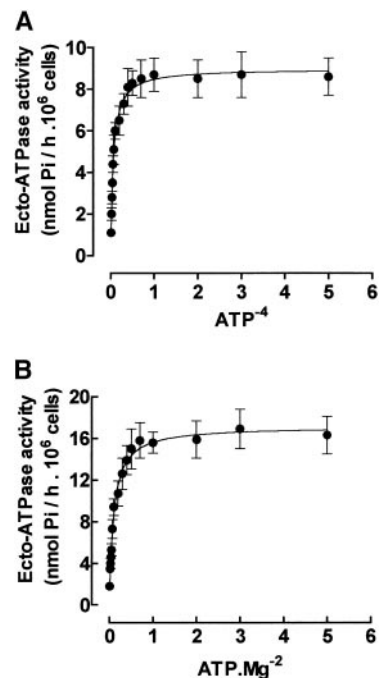 A
Ecto-ATPase activity
(nmol Pi / h .10⁶ cells)
10
8
6
4
2
0
0 1 2 3 4 5 6
ATP⁻⁴
B
Ecto-ATPase activity
(nmol Pi / h . 10⁶ cells)
20
16
12
8
4
0
0 1 2 3 4 5 6
ATP.Mg⁻²